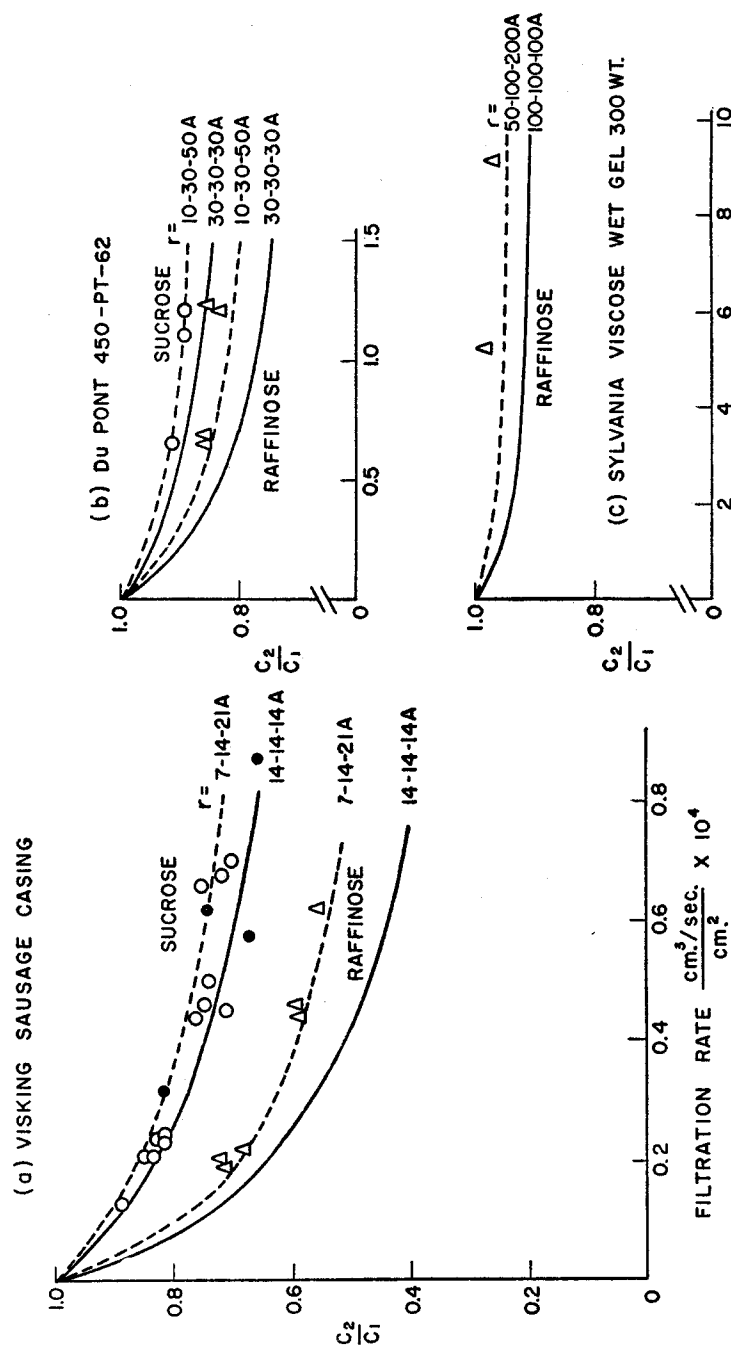 (a) VISKING SAUSAGE CASING
1.0
0.8
0.6
0.4
0.2
0
C2/C1
SUCROSE
r=
7-14-21A
14-14-14A
RAFFINOSE
7-14-21A
14-14-14A
0.2
0.4
0.6
0.8
FILTRATION RATE cm.3/sec. / cm.2 X 10 4
(b) DU PONT 450-PT-62
1.0
0.8
0
C2/C1
SUCROSE
r=
10-30-50A
30-30-30A
10-30-50A
30-30-30A
RAFFINOSE
0.5
1.0
1.5
1.0
0.8
0
C2/C1
r=
50-100-200A
100-100-100A
RAFFINOSE
(c) SYLVANIA VISCOSE WET GEL 300 WT.
2
4
6
8
10